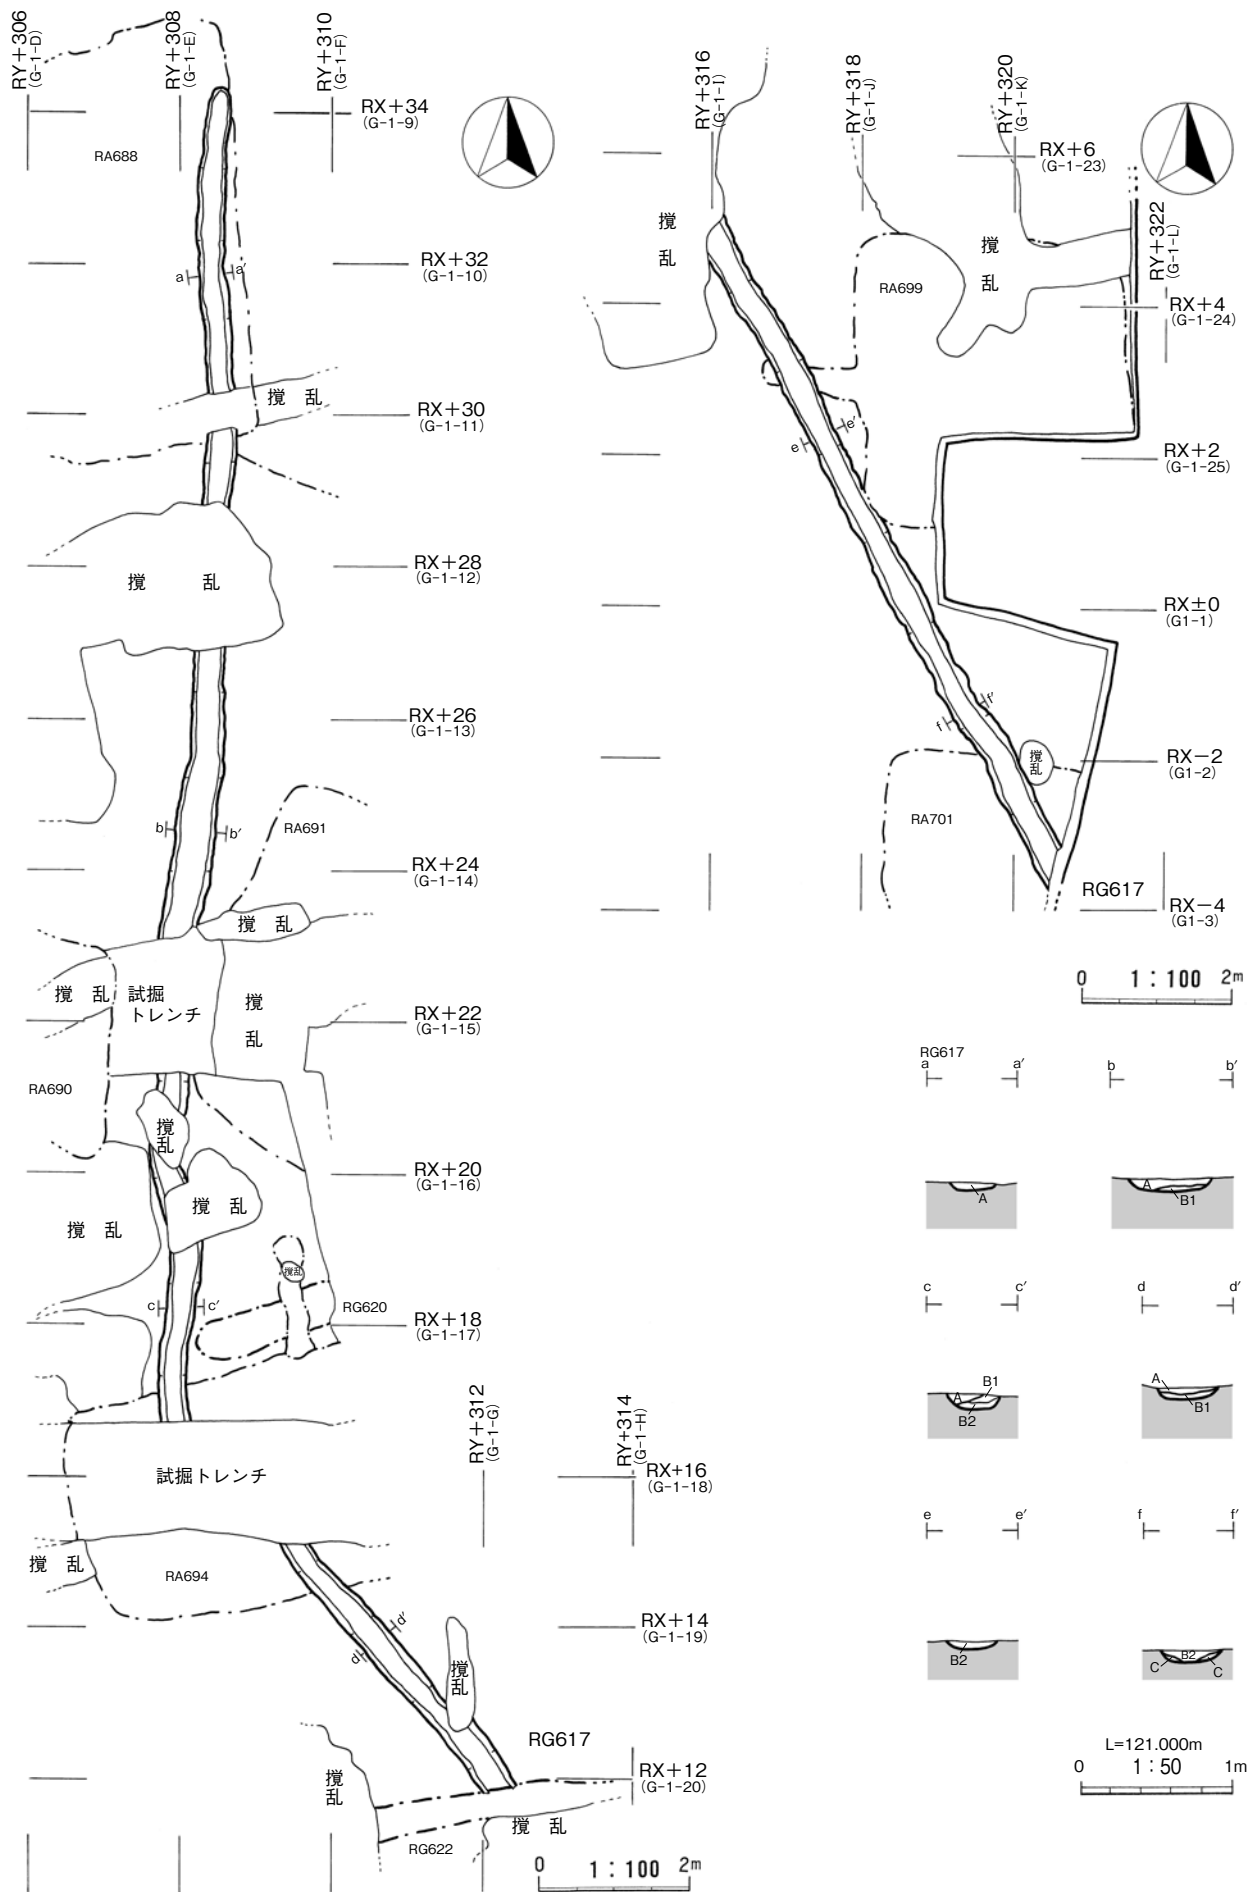 RY+306
(G-1-D)
RY+308
(G-1-E)
RY+310
(G-1-F)
RX+34
(G-1-9)
RA688
a
a′
RX+32
(G-1-10)
撹 乱
RX+30
(G-1-11)
撹 乱
RX+28
(G-1-12)
RX+26
(G-1-13)
b
b′
RA691
RX+24
(G-1-14)
撹 乱
撹 乱
試掘
トレンチ
撹
乱
RX+22
(G-1-15)
RA690
撹
乱
RX+20
(G-1-16)
撹 乱
撹 乱
撹乱
c
c′
RG620
RX+18
(G-1-17)
RY+312
(G-1-G)
RY+314
(G-1-H)
試掘トレンチ
RX+16
(G-1-18)
撹 乱
RA694
d
d′
RX+14
(G-1-19)
撹
乱
RG617
RX+12
(G-1-20)
撹
乱
撹 乱
RG622
0 1:100 2m
RY+316
(G-1-I)
RY+318
(G-1-J)
RY+320
(G-1-K)
RX+6
(G-1-23)
RY+322
(G-1-L)
撹
乱
撹
乱
RA699
RX+4
(G-1-24)
e
e′
RX+2
(G-1-25)
RX±0
(G1-1)
f
f′
撹
乱
RX−2
(G1-2)
RA701
RG617
RX−4
(G1-3)
0 1:100 2m
RG617
a a′ b b′
A
A B1
c c′ d d′
A B1
B2
A
B1
e e′ f f′
B2
B2
C C
L=121.000m
0 1:50 1m